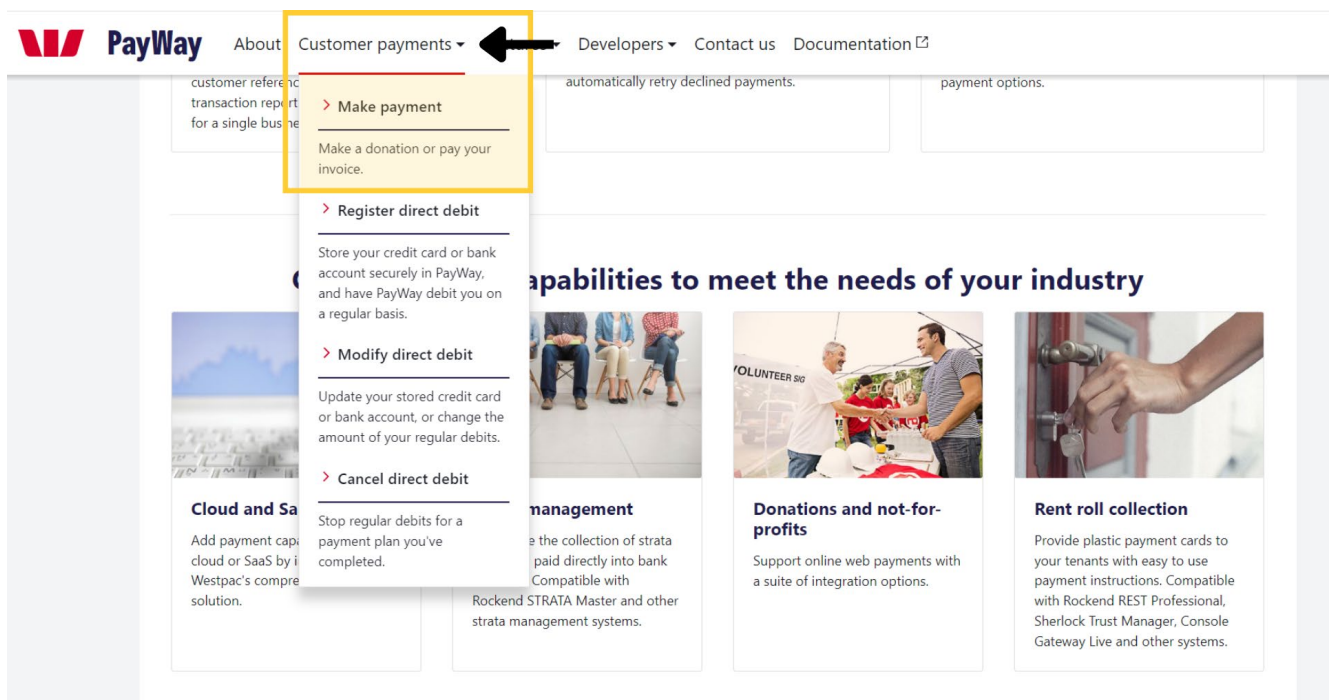 PayWay About Customer payments Developers Contact us Documentation
customer referenc
transaction report
for a single busine
automatically retry declined payments.
payment options.
Make payment
Make a donation or pay your
invoice.
Register direct debit
Store your credit card or bank
account securely in PayWay,
and have PayWay debit you on
a regular basis.
Modify direct debit
Update your stored credit card
or bank account, or change the
amount of your regular debits.
Cancel direct debit
Stop regular debits for a
payment plan you've
completed.
apabilities to meet the needs of your industry
VOLUNTEER SIG
Cloud and Sa
Add payment capa
cloud or SaaS by i
Westpac's compre
solution.
management
e the collection of strata
paid directly into bank
Compatible with
Rockend STRATA Master and other
strata management systems.
Donations and not-for-
profits
Support online web payments with
a suite of integration options.
Rent roll collection
Provide plastic payment cards to
your tenants with easy to use
payment instructions. Compatible
with Rockend REST Professional,
Sherlock Trust Manager, Console
Gateway Live and other systems.